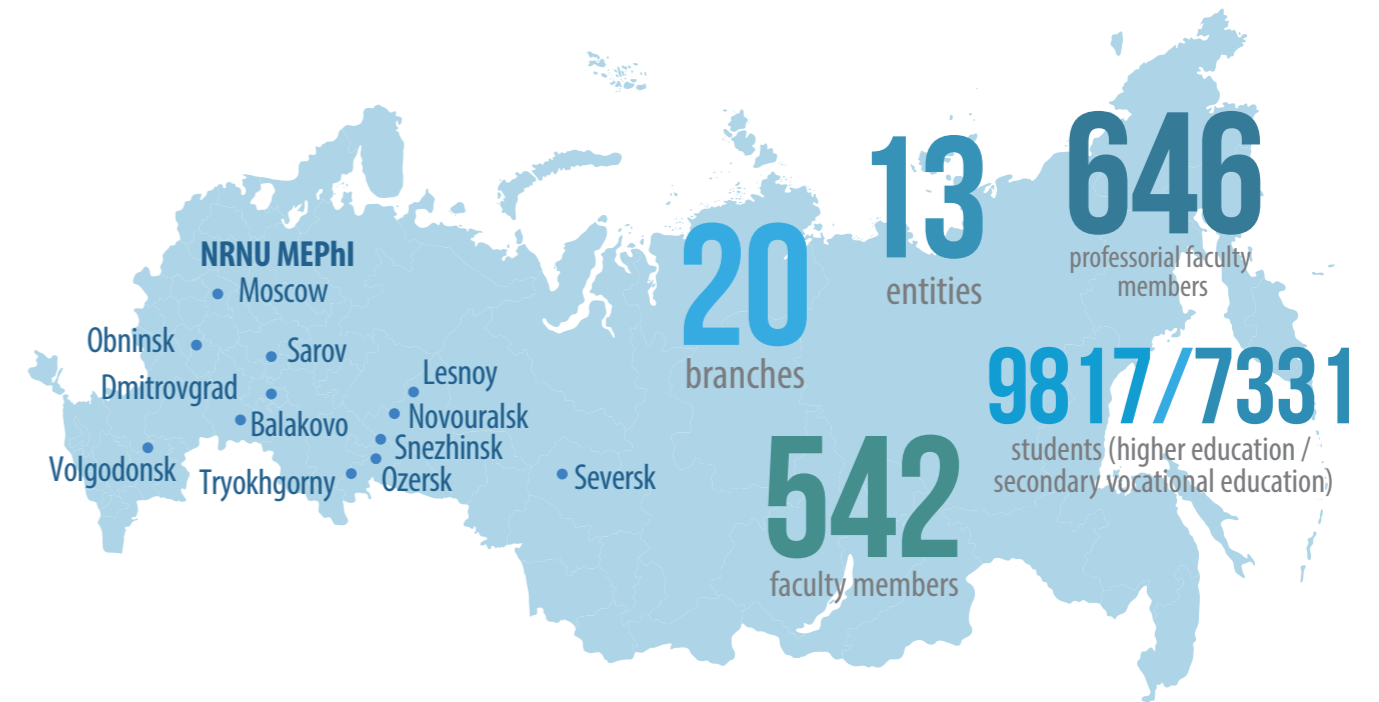 NRNU MEPhI
Moscow
Obninsk
Sarov
Dmitrovgrad
Balakovo
Volgodonsk
Tryokhgorny
Lesnoy
Novouralsk
Snezhinsk
Ozersk
Seversk
20
branches
13
entities
646
professorial faculty
members
9817/7331
students (higher education /
secondary vocational education)
542
faculty members